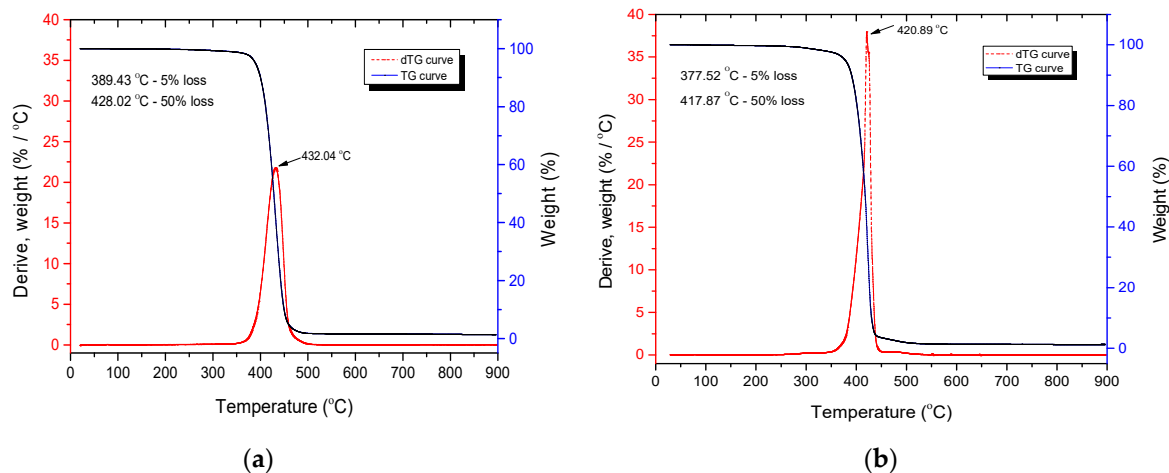 40
35
30
25
20
15
10
5
0
Derive, weight (% / °C)
389.43 °C - 5% loss
428.02 °C - 50% loss
432.04 °C
dTG curve
TG curve
100
80
60
40
20
0
Weight (%)
0 100 200 300 400 500 600 700 800 900
Temperature (°C)
(a)
40
35
30
25
20
15
10
5
0
Derive, weight (% / °C)
377.52 °C - 5% loss
417.87 °C - 50% loss
420.89 °C
dTG curve
TG curve
100
80
60
40
20
0
Weight (%)
0 100 200 300 400 500 600 700 800 900
Temperature (°C)
(b)